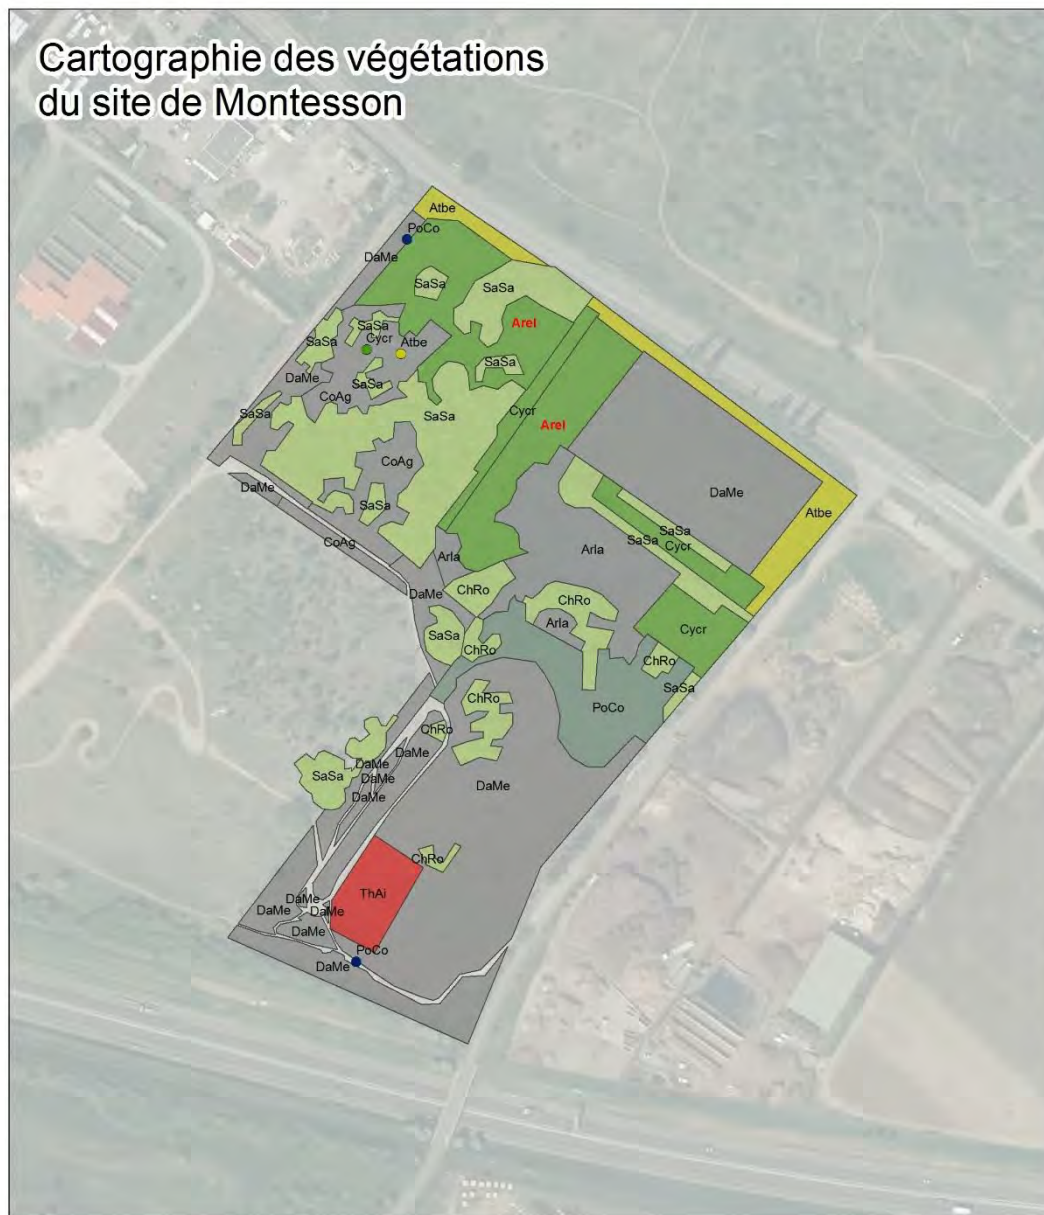 Cartographie des végétations
du site de Montesson
Atbe
PoCo
DaMe
SaSa
SaSa
Arel
SaSa
SaSa
Cycr
Atbe
SaSa
DaMe
SaSa
CoAg
SaSa
SaSa
Cycr
Arel
CoAg
DaMe
DaMe
SaSa
Atbe
SaSa
SaSa
Cycr
CoAg
Arla
Arla
DaMe
ChRo
ChRo
Arla
SaSa
ChRo
Cycr
ChRo
SaSa
ChRo
PoCo
ChRo
DaMe
DaMe
SaSa
DaMe
DaMe
DaMe
ChRo
ThAi
DaMe
DaMe
DaMe
DaMe
PoCo
DaMe